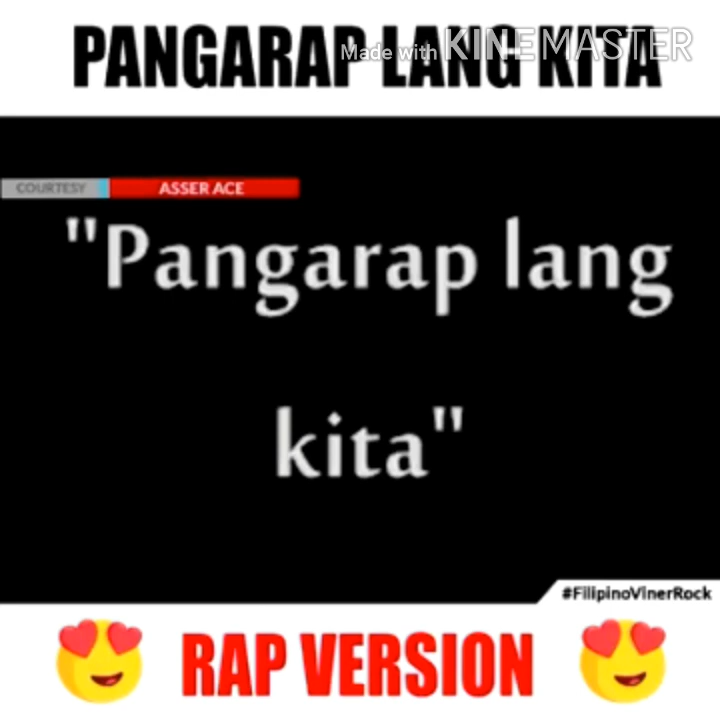 PANGARAP LANG KITA
Made with KINEMASTER
COURTESY ASSER ACE
"Pangarap lang
kita"
#FilipinoVinerRock
RAP VERSION